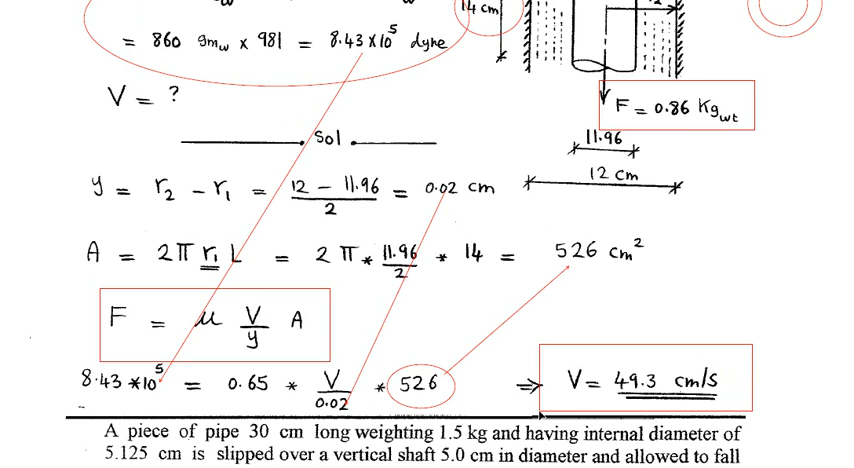 14 cm
= 860 gmw × 981 = 8.43 × 10^5 dyne
F = 0.86 Kgwt
V = ?
Sol
11.96
12 cm
y = r2 - r1 = 12 - 11.96 / 2 = 0.02 cm
A = 2π r1 L = 2π * 11.96 / 2 * 14 = 526 cm²
F = μ V / y A
8.43 * 10^5 = 0.65 * V / 0.02 * 526 ⇒ V = 49.3 cm/s
A piece of pipe 30 cm long weighting 1.5 kg and having internal diameter of
5.125 cm is slipped over a vertical shaft 5.0 cm in diameter and allowed to fall